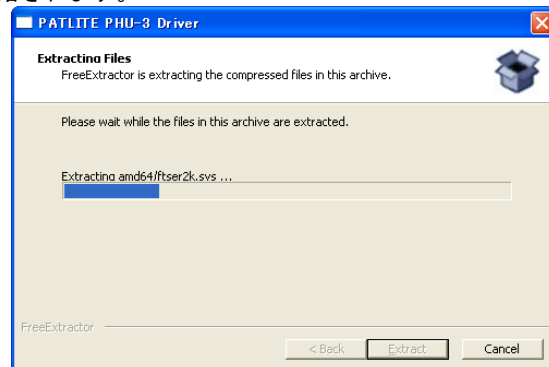 PATLITE PHU-3 Driver
Extracting Files
FreeExtractor is extracting the compressed files in this archive.
Please wait while the files in this archive are extracted.
Extracting amd64/ftser2k.sys ...
FreeExtractor
< Back Extract Cancel